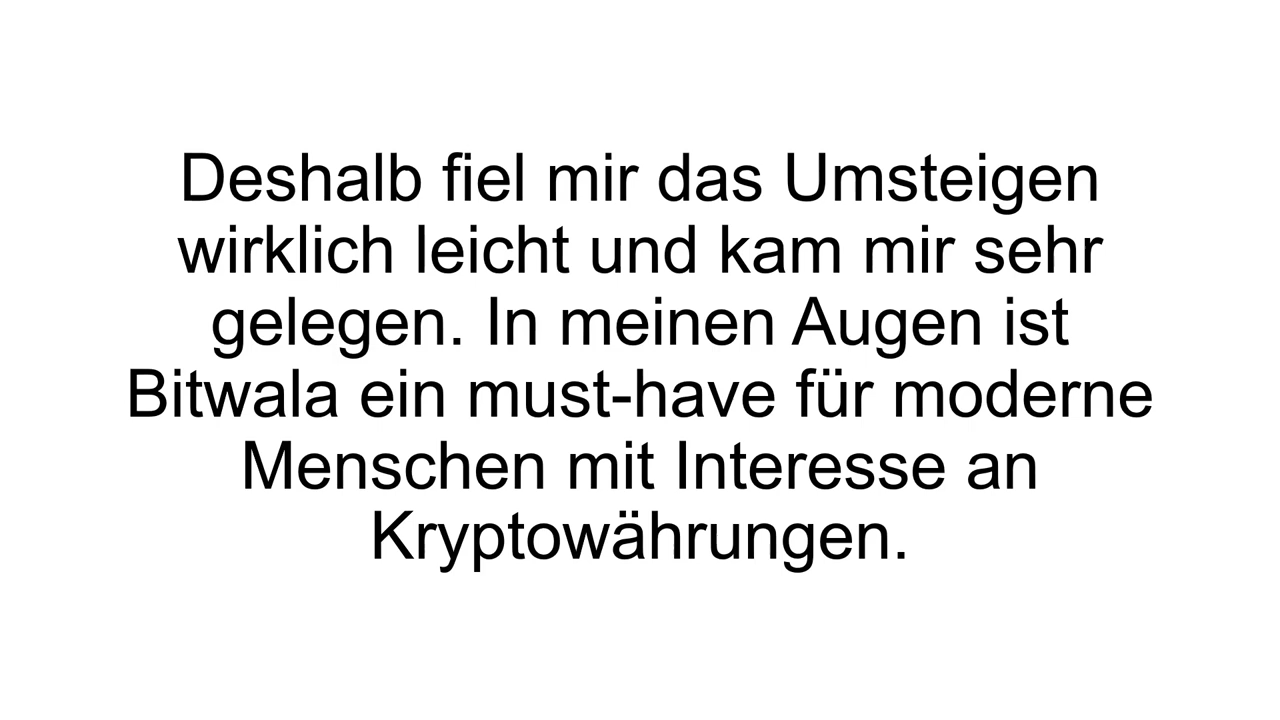 Deshalb fiel mir das Umsteigen
wirklich leicht und kam mir sehr
gelegen. In meinen Augen ist
Bitwala ein must-have für moderne
Menschen mit Interesse an
Kryptowährungen.